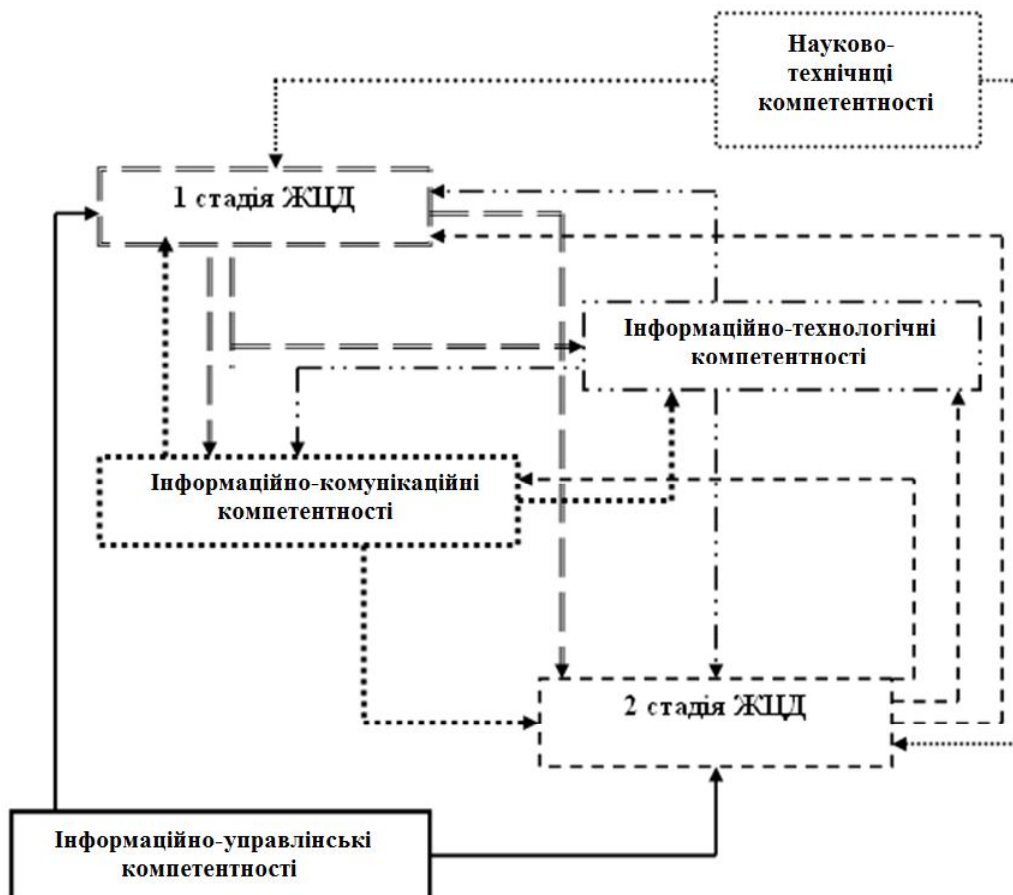 Науково-
технічнці
компетентності
1 стадія ЖЦД
Інформаційно-технологічні
компетентності
Інформаційно-комунікаційні
компетентності
2 стадія ЖЦД
Інформаційно-управлінські
компетентності